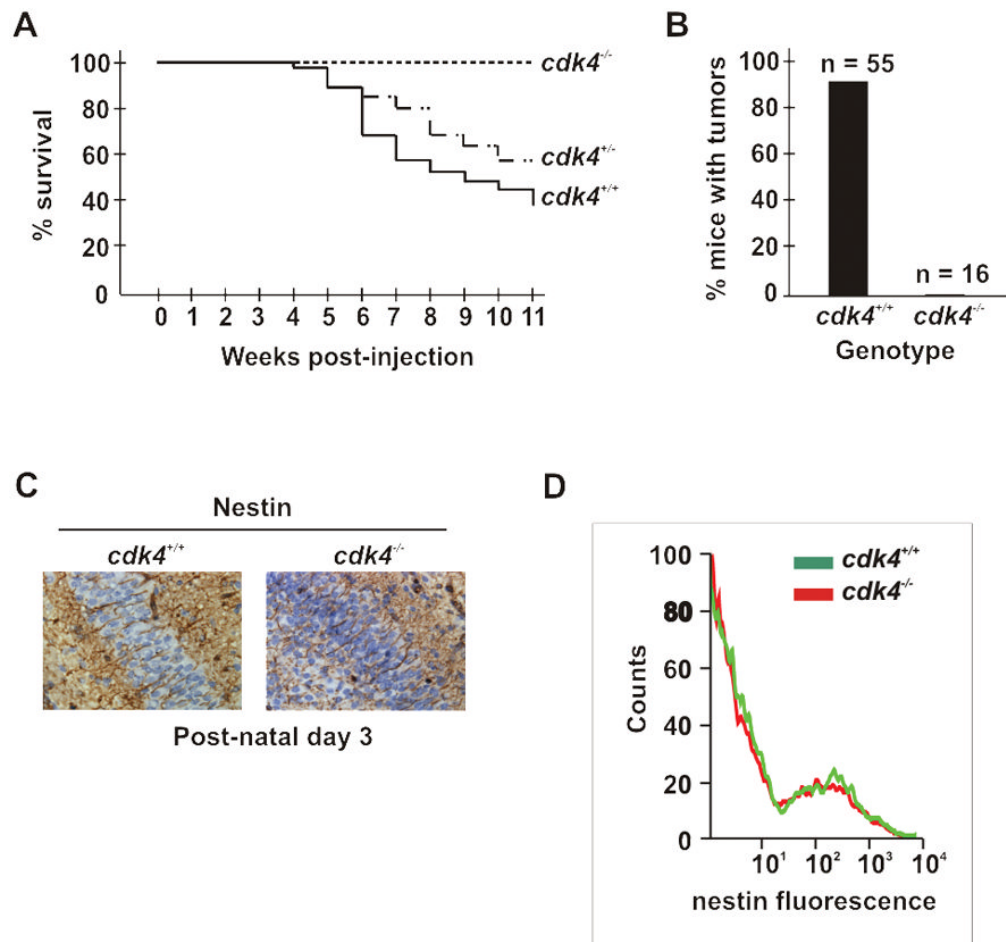 A
100
80
60
40
20
0
% survival
cdk4-/-
cdk4+/-
cdk4+/+
0 1 2 3 4 5 6 7 8 9 10 11
Weeks post-injection
B
100
80
60
40
20
0
% mice with tumors
n = 55
n = 16
cdk4+/+ cdk4-/-
Genotype
C
Nestin
cdk4+/+ cdk4-/-
Post-natal day 3
D
100
80
60
40
20
0
Counts
cdk4+/+
cdk4-/-
10¹ 10² 10³ 10⁴
nestin fluorescence